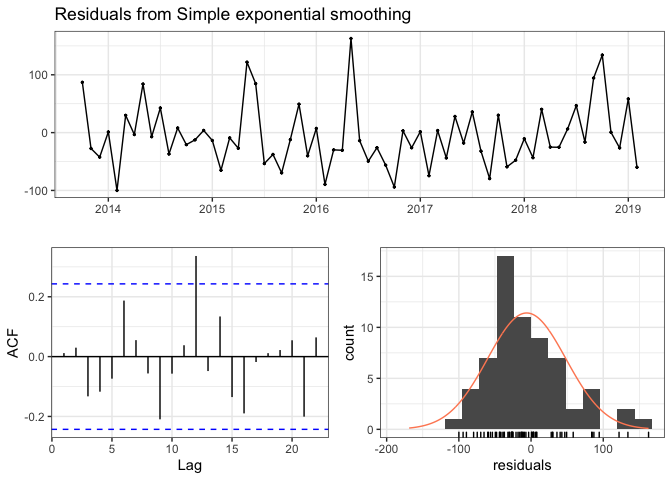 Residuals from Simple exponential smoothing
100
0
-100
2014 2015 2016 2017 2018 2019
ACF
0.2
0.0
-0.2
0 5 10 15 20
Lag
count
15
10
5
0
-200 -100 0 100
residuals